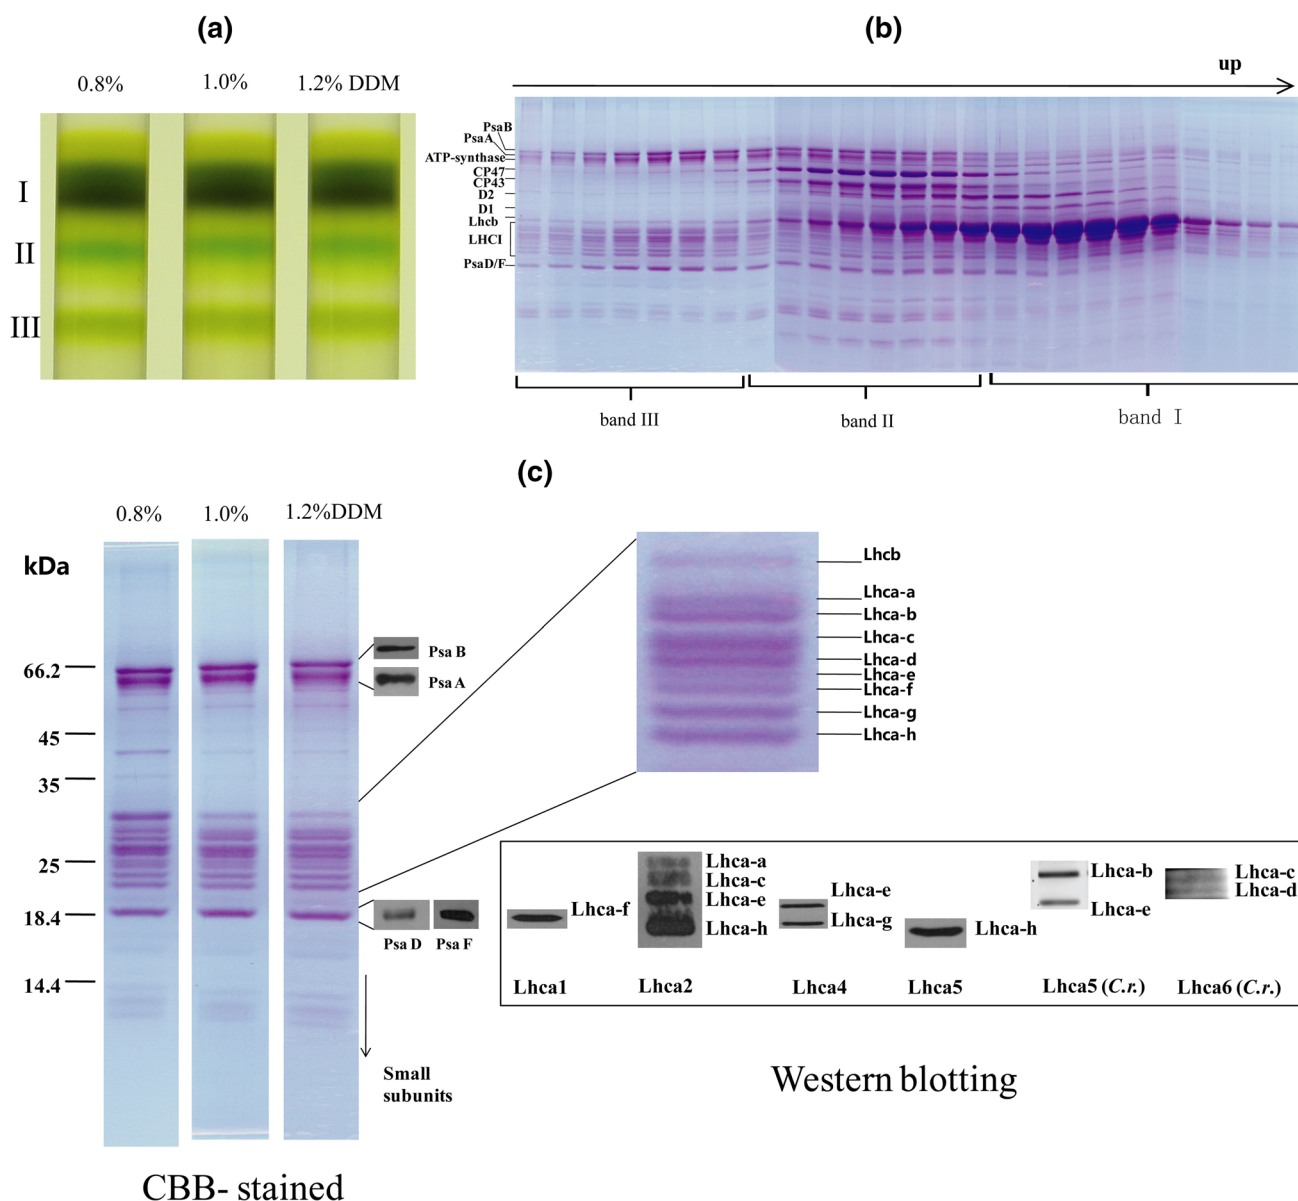 (a)
0.8%
1.0%
1.2% DDM
I
II
III
(b)
up
PsaB
PsaA
ATP-synthase
CP47
CP43
D2
D1
Lhcb
LHCI
PsaD/F
band III
band II
band I
(c)
0.8%
1.0%
1.2%DDM
kDa
66.2
45
35
25
18.4
14.4
Psa B
Psa A
Psa D
Psa F
Small
subunits
CBB- stained
Lhcb
Lhca-a
Lhca-b
Lhca-c
Lhca-d
Lhca-e
Lhca-f
Lhca-g
Lhca-h
Lhca-f
Lhca1
Lhca-a
Lhca-c
Lhca-e
Lhca-h
Lhca2
Lhca-e
Lhca-g
Lhca4
Lhca-h
Lhca5
Lhca-b
Lhca-e
Lhca5 (C.r.)
Lhca-c
Lhca-d
Lhca6 (C.r.)
Western blotting